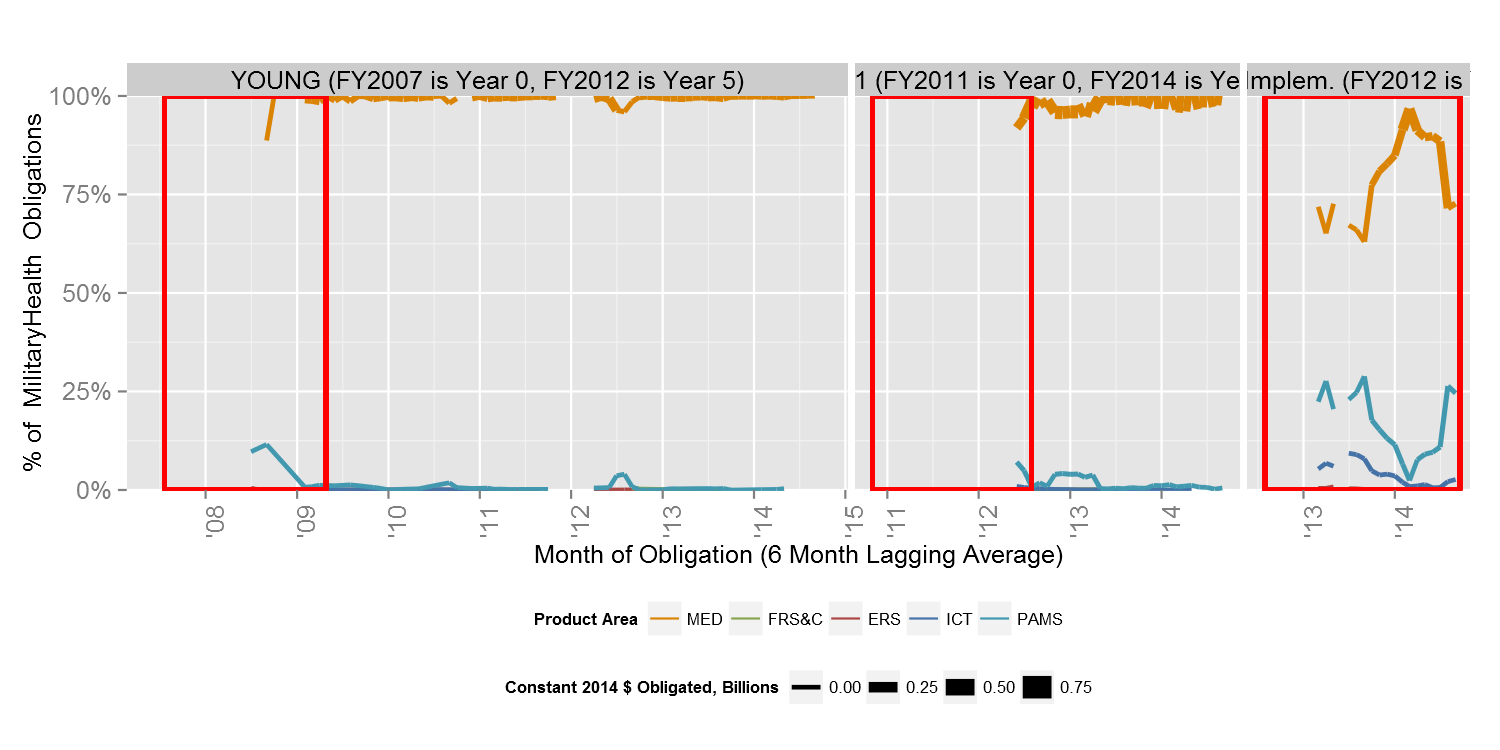 YOUNG (FY2007 is Year 0, FY2012 is Year 5)
1 (FY2011 is Year 0, FY2014 is Ye
Implem. (FY2012 is
100%
75%
50%
25%
0%
% of MilitaryHealth Obligations
'08
'09
'10
'11
'12
'13
'14
'15
'11
'12
'13
'14
'13
'14
Month of Obligation (6 Month Lagging Average)
Product Area MED FRS&C ERS ICT PAMS
Constant 2014 $ Obligated, Billions 0.00 0.25 0.50 0.75